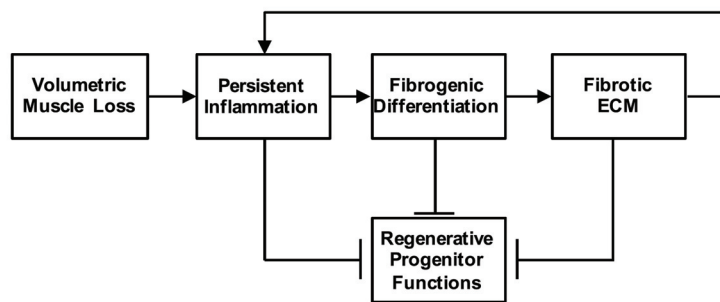 Volumetric
Muscle Loss
Persistent
Inflammation
Fibrogenic
Differentiation
Fibrotic
ECM
Regenerative
Progenitor
Functions